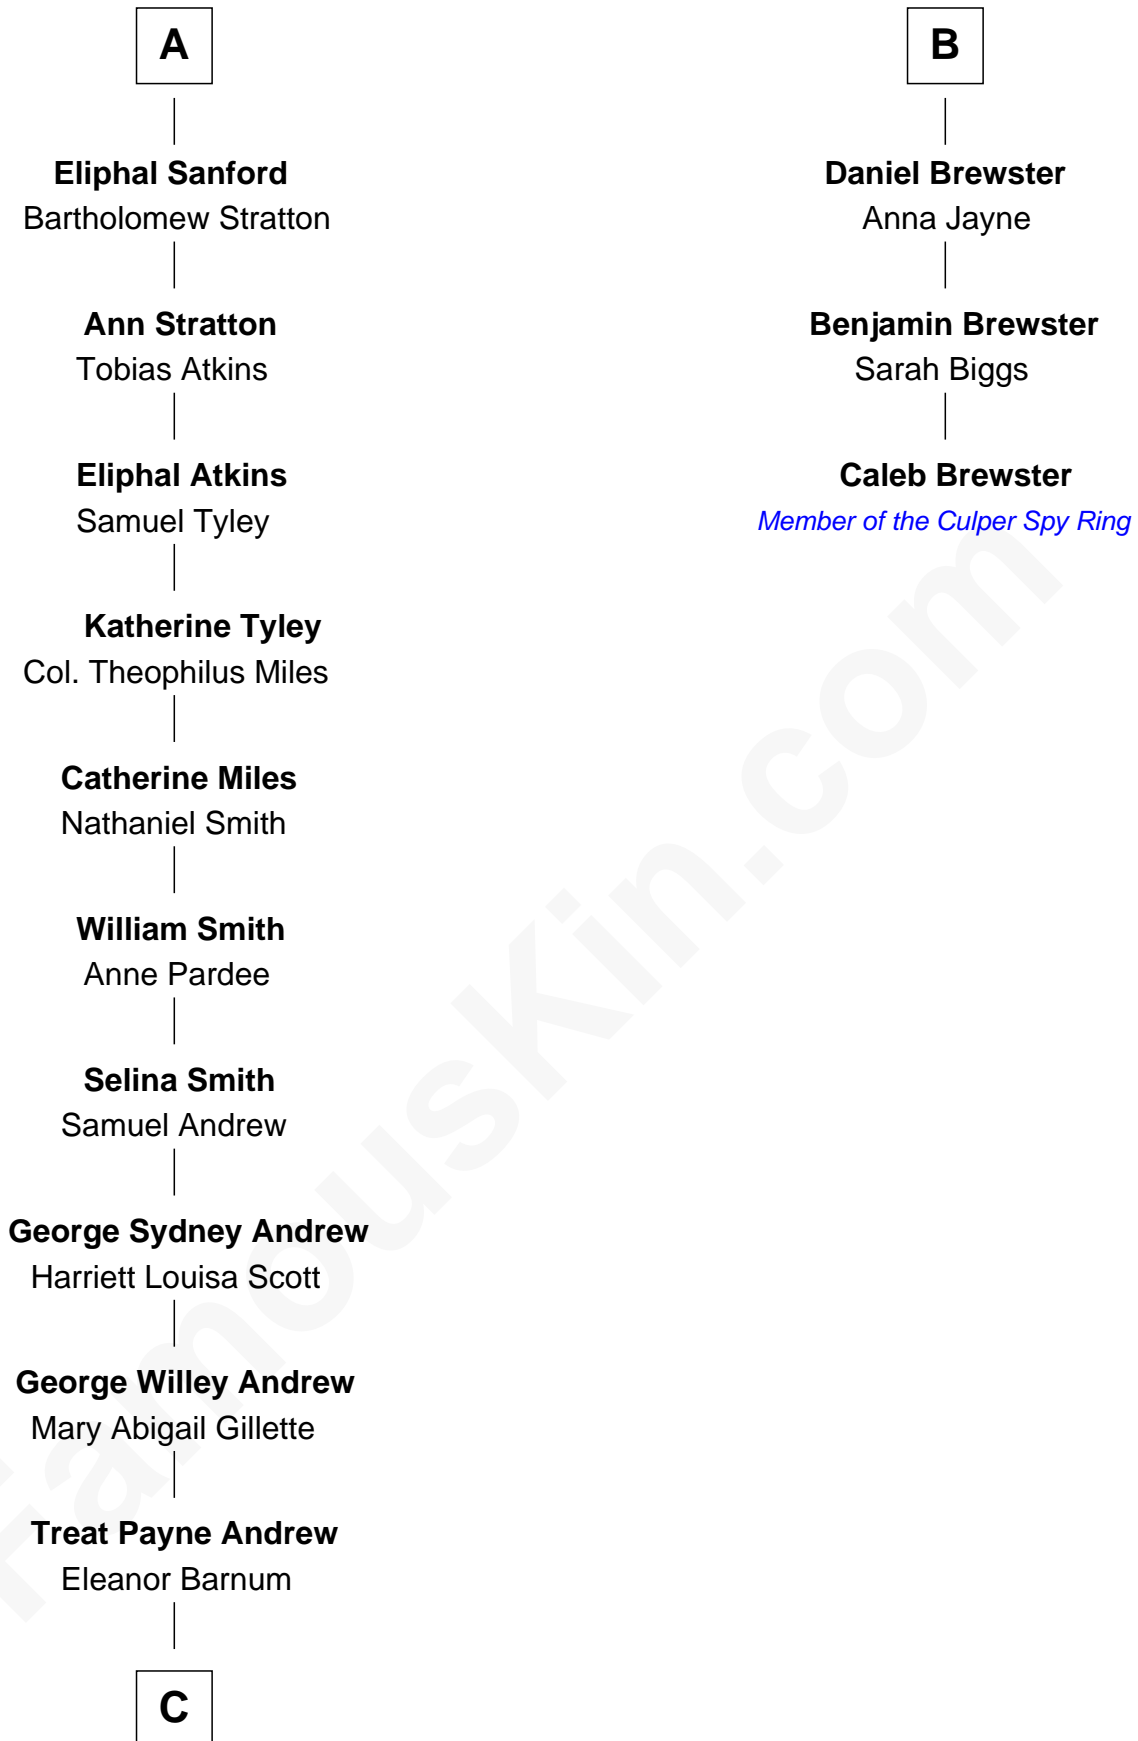 A
Eliphal Sanford
Bartholomew Stratton
Ann Stratton
Tobias Atkins
Eliphal Atkins
Samuel Tyley
Katherine Tyley
Col. Theophilus Miles
Catherine Miles
Nathaniel Smith
William Smith
Anne Pardee
Selina Smith
Samuel Andrew
George Sydney Andrew
Harriett Louisa Scott
George Willey Andrew
Mary Abigail Gillette
Treat Payne Andrew
Eleanor Barnum
C
B
Daniel Brewster
Anna Jayne
Benjamin Brewster
Sarah Biggs
Caleb Brewster
Member of the Culper Spy Ring
FamousKin.com